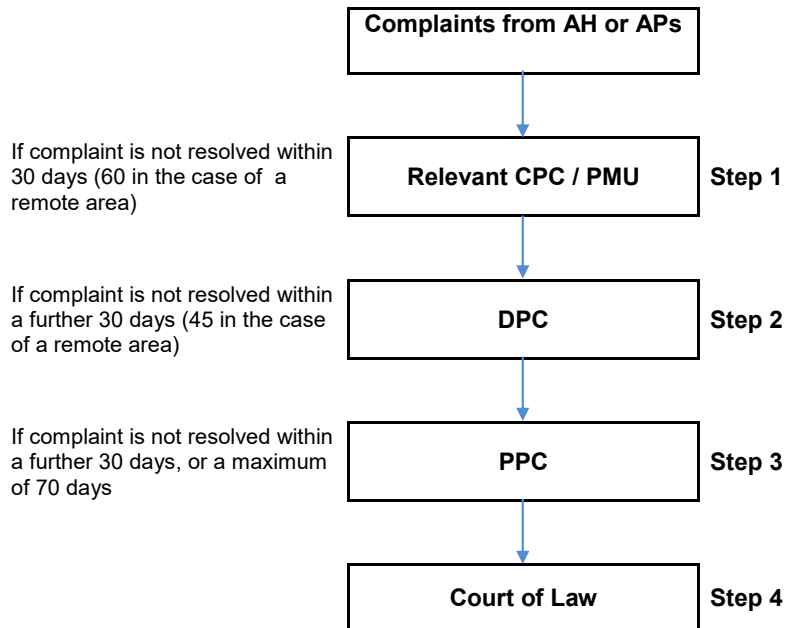 Complaints from AH or APs
If complaint is not resolved within
30 days (60 in the case of a
remote area)
Relevant CPC / PMU
Step 1
If complaint is not resolved within
a further 30 days (45 in the case
of a remote area)
DPC
Step 2
If complaint is not resolved within
a further 30 days, or a maximum
of 70 days
PPC
Step 3
Court of Law
Step 4